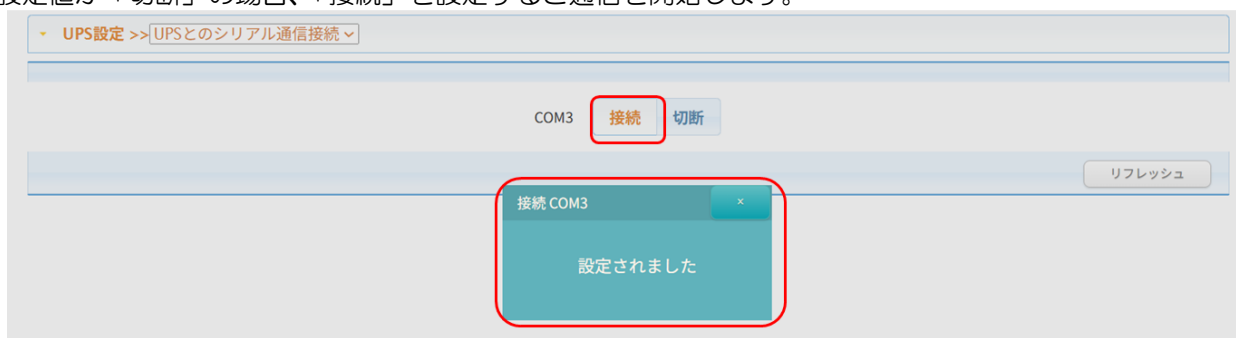 設定値が「切断」の場合、「接続」を設定すると通信を開始します。
UPS設定 >> UPSとのシリアル通信接続
COM3 接続 切断
リフレッシュ
接続 COM3 ×
設定されました